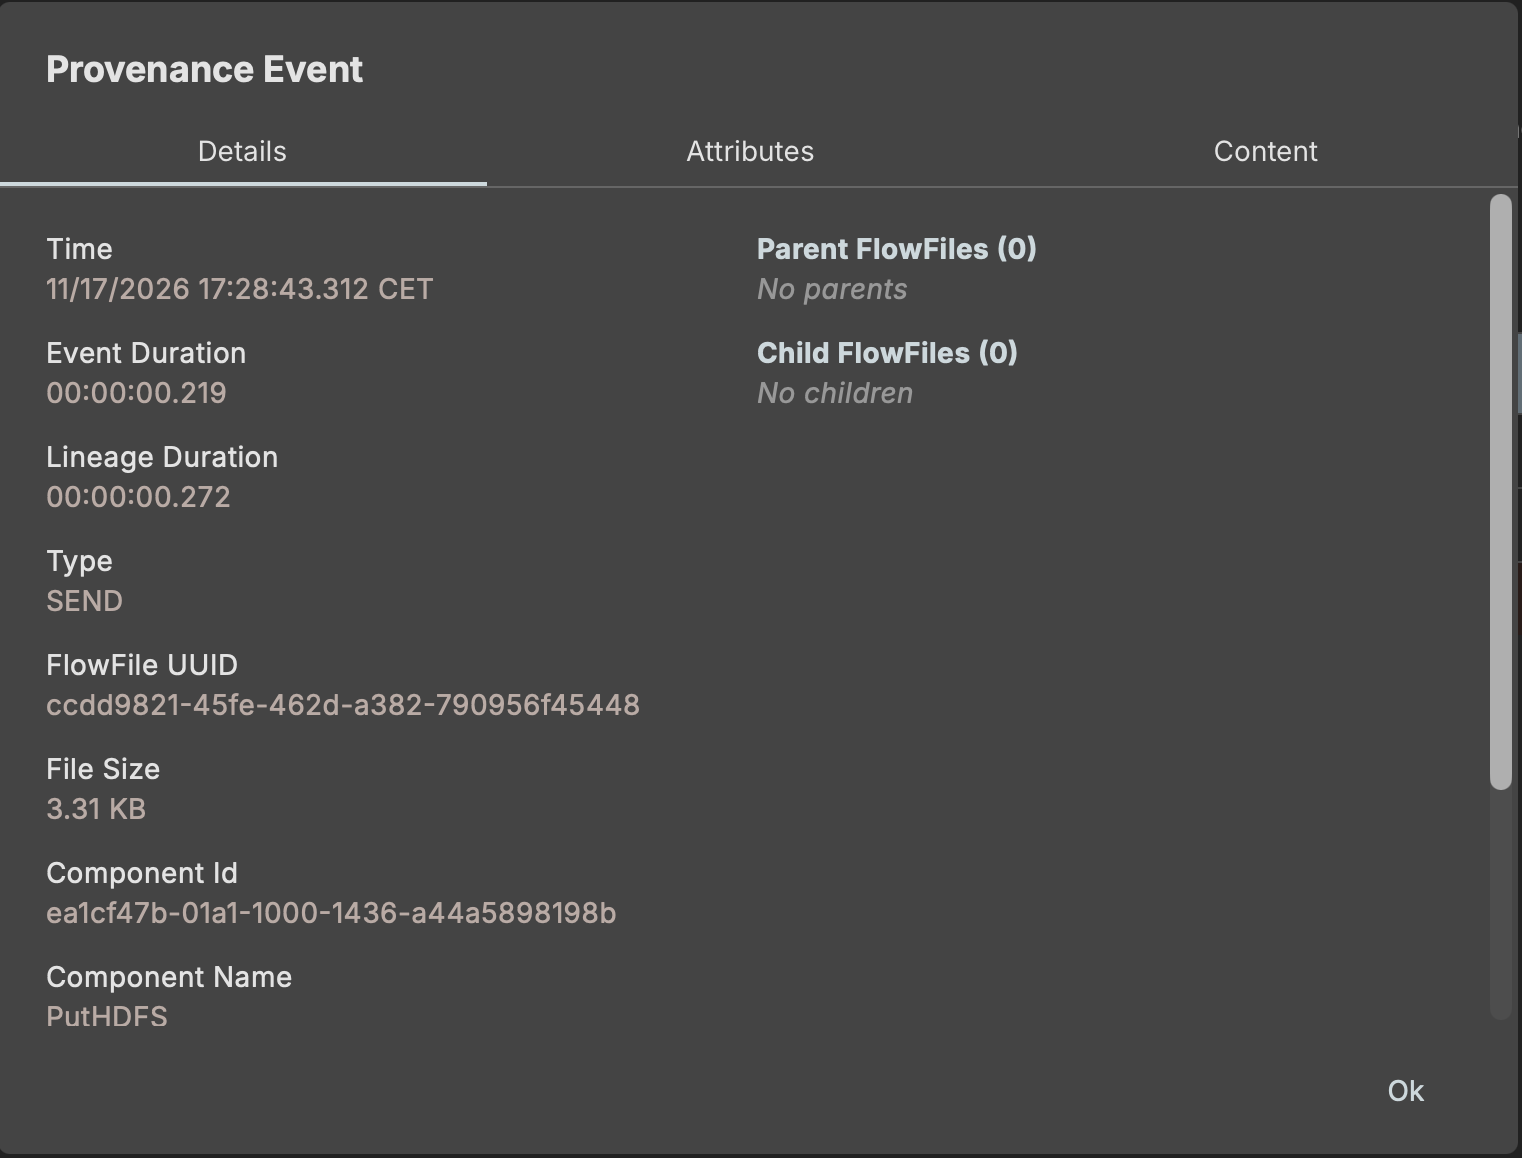 Provenance Event
Details
Attributes
Content
Time
11/17/2026 17:28:43.312 CET
Event Duration
00:00:00.219
Lineage Duration
00:00:00.272
Type
SEND
FlowFile UUID
ccdd9821-45fe-462d-a382-790956f45448
File Size
3.31 KB
Component Id
ea1cf47b-01a1-1000-1436-a44a5898198b
Component Name
PutHDFS
Parent FlowFiles (0)
No parents
Child FlowFiles (0)
No children
Ok